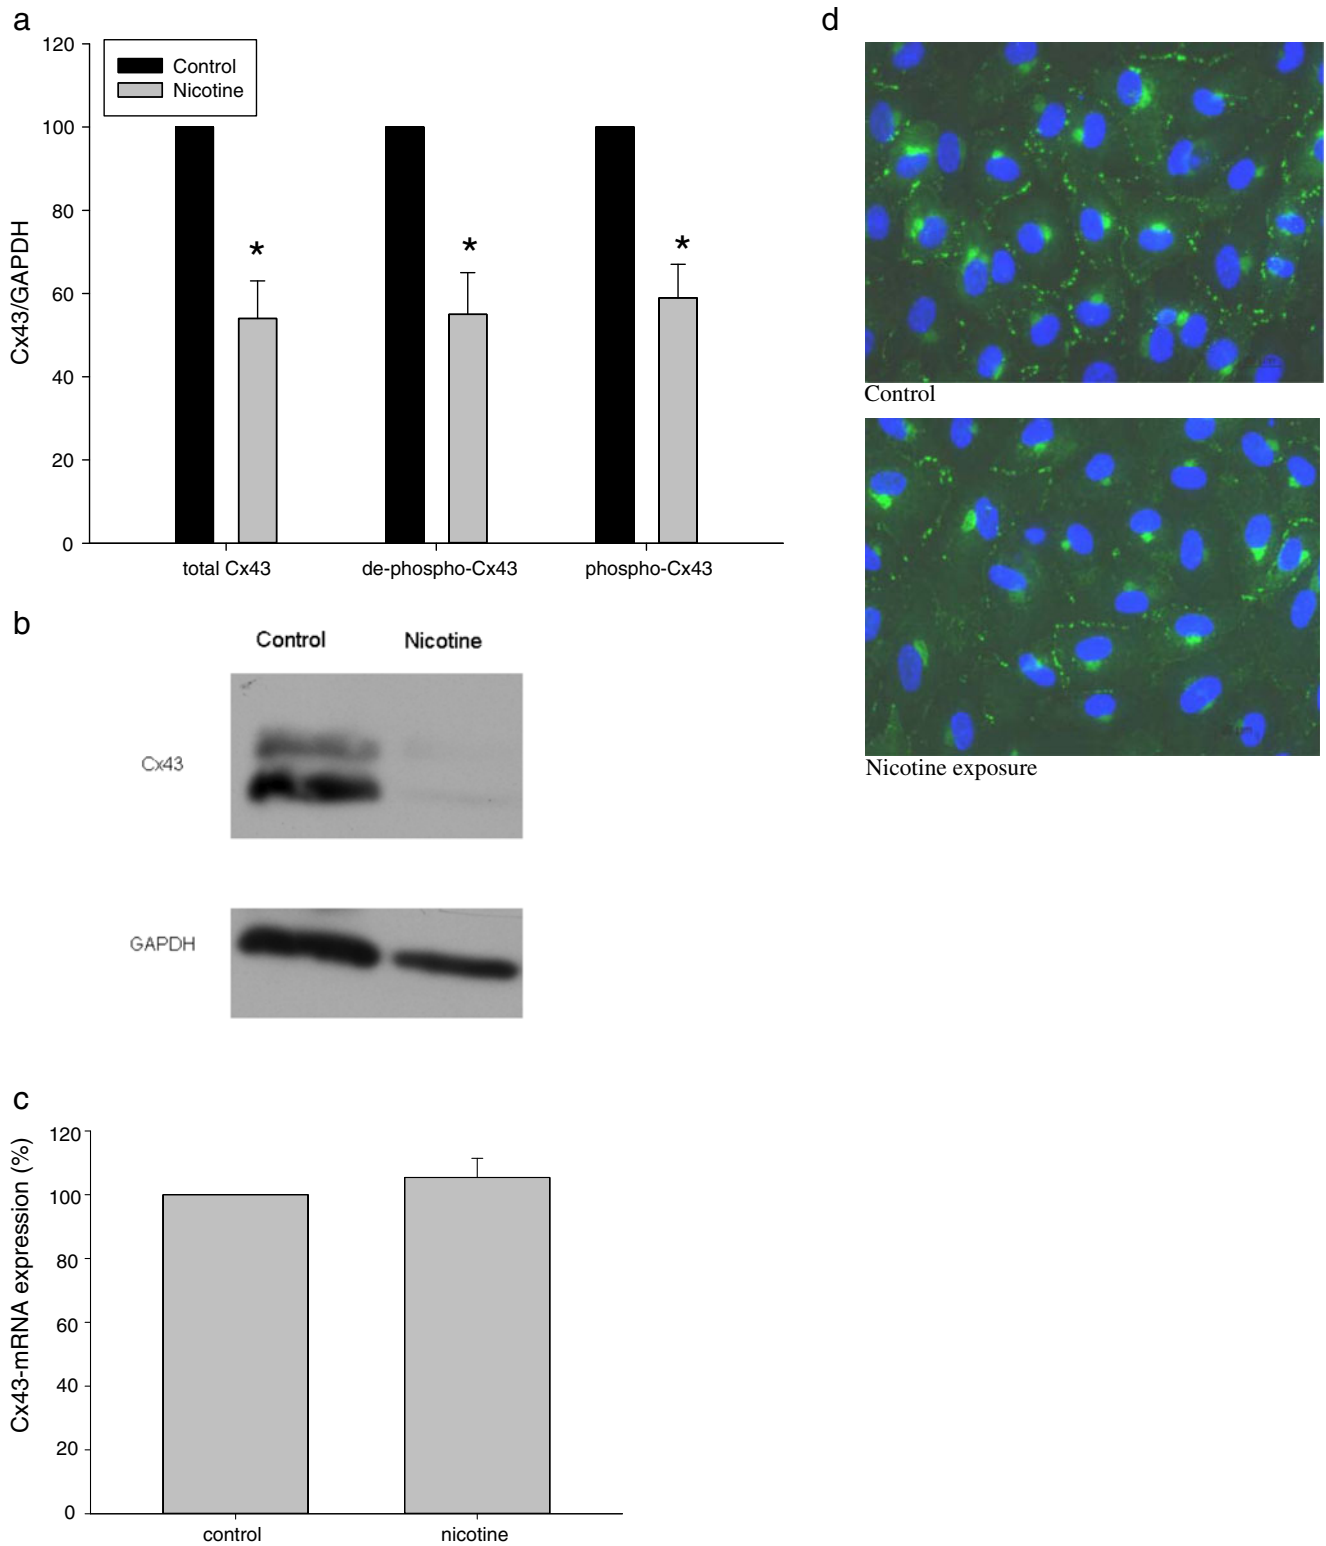 a
120
100
80
60
40
20
0
Cx43/GAPDH
Control
Nicotine
*
*
*
total Cx43
de-phospho-Cx43
phospho-Cx43
b
Control
Nicotine
Cx43
GAPDH
c
120
100
80
60
40
20
0
Cx43-mRNA expression (%)
control
nicotine
d
Control
Nicotine exposure